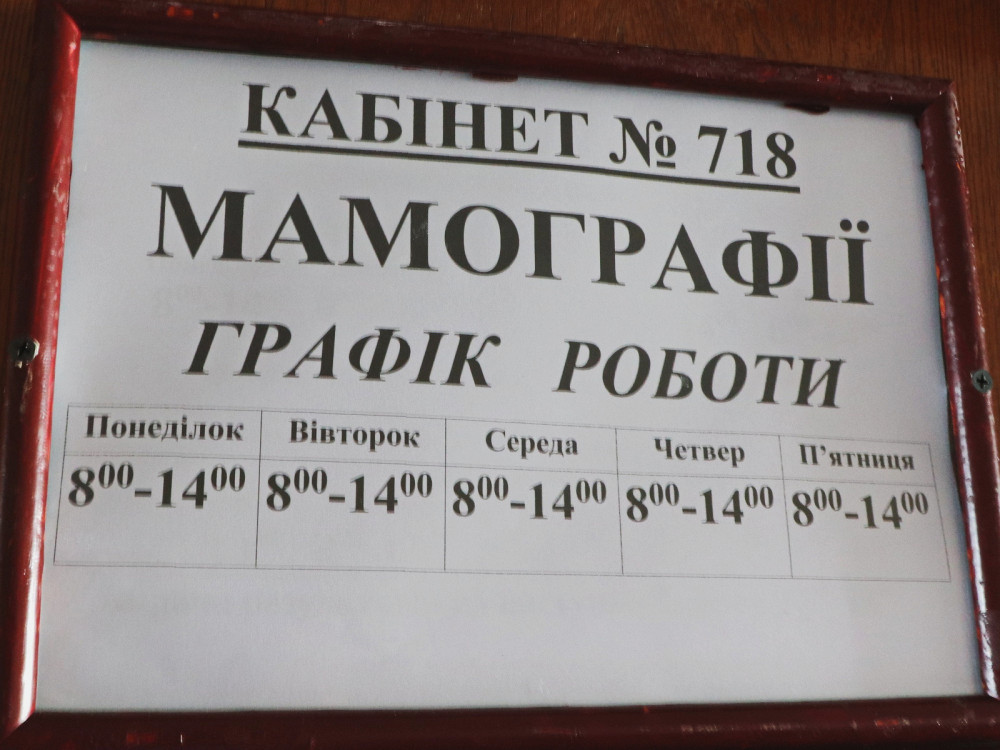 КАБІНЕТ № 718
МАМОГРАФІЇ
ГРАФІК РОБОТИ
Понеділок Вівторок Середа Четвер П’ятниця
8⁰⁰-14⁰⁰ 8⁰⁰-14⁰⁰ 8⁰⁰-14⁰⁰ 8⁰⁰-14⁰⁰ 8⁰⁰-14⁰⁰